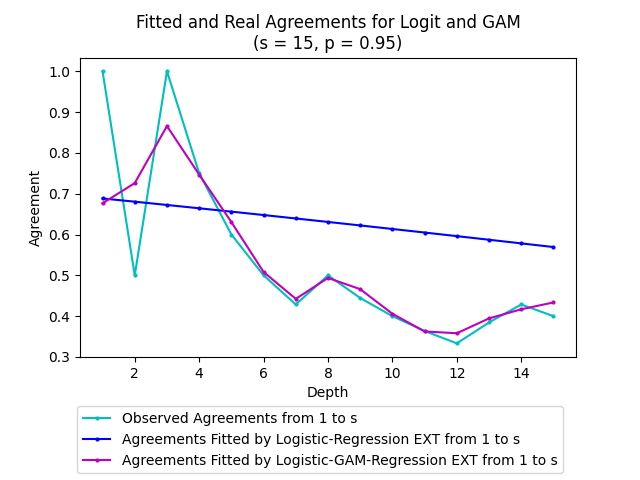 Fitted and Real Agreements for Logit and GAM
(s = 15, p = 0.95)
1.0
0.9
0.8
0.7
0.6
0.5
0.4
0.3
Agreement
2 4 6 8 10 12 14
Depth
Observed Agreements from 1 to s
Agreements Fitted by Logistic-Regression EXT from 1 to s
Agreements Fitted by Logistic-GAM-Regression EXT from 1 to s